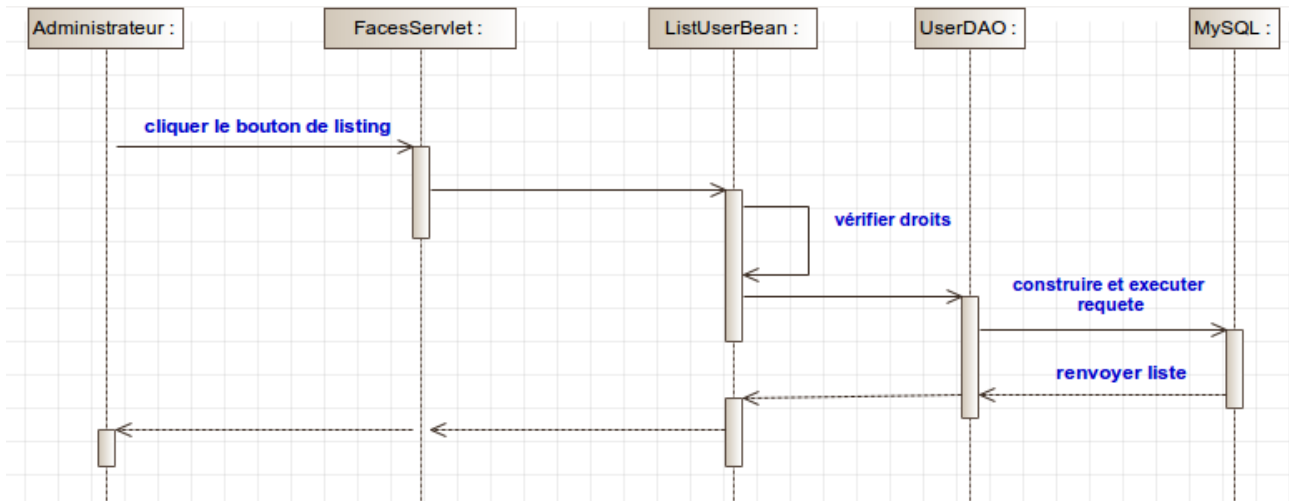 Administrateur :
FacesServlet :
ListUserBean :
UserDAO :
MySQL :
cliquer le bouton de listing
vérifier droits
construire et executer
requete
renvoyer liste